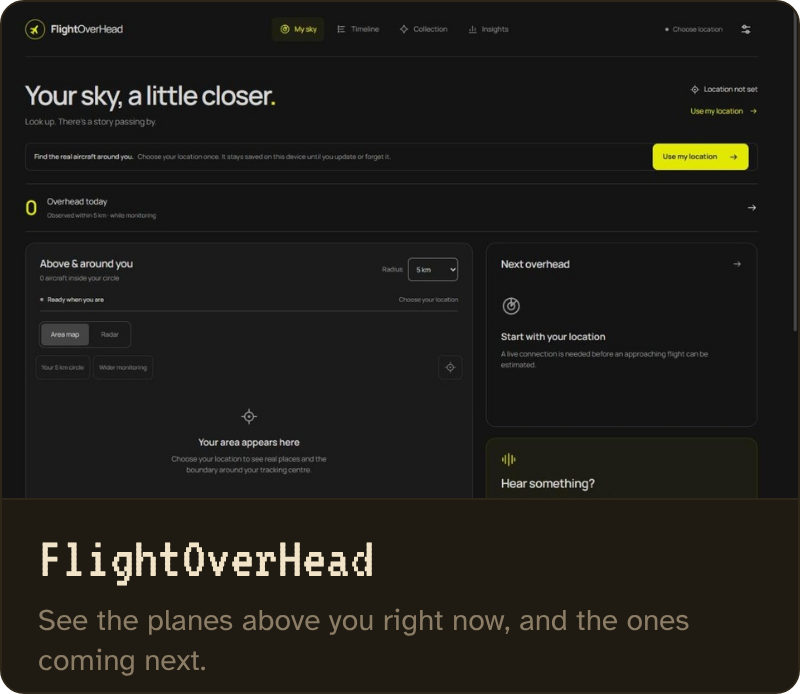 FlightOverHead
My sky
Timeline
Collection
Insights
Choose location
Your sky, a little closer.
Look up. There's a story passing by.
Location not set
Use my location →
Find the real aircraft around you. Choose your location once. It stays saved on this device until you update or forget it.
Use my location →
0
Overhead today
Observed within 5 km · while monitoring
→
Above & around you
0 aircraft inside your circle
Radius
5 km
Ready when you are
Choose your location
Area map
Radar
Your 5 km circle
Wider monitoring
Your area appears here
Choose your location to see real places and the
boundary around your tracking centre.
Next overhead →
Start with your location
A live connection is needed before an approaching flight can be
estimated.
Hear something?
FlightOverHead
See the planes above you right now, and the ones
coming next.